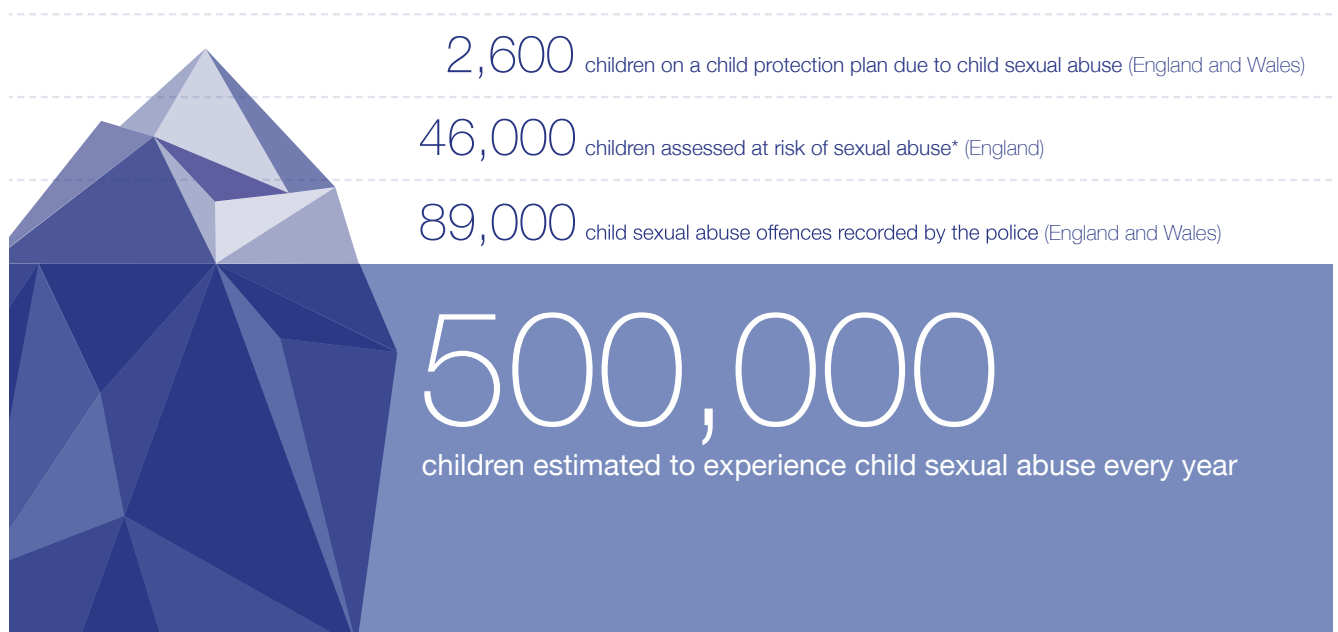 2,600 children on a child protection plan due to child sexual abuse (England and Wales)
46,000 children assessed at risk of sexual abuse* (England)
89,000 child sexual abuse offences recorded by the police (England and Wales)
500,000
children estimated to experience child sexual abuse every year